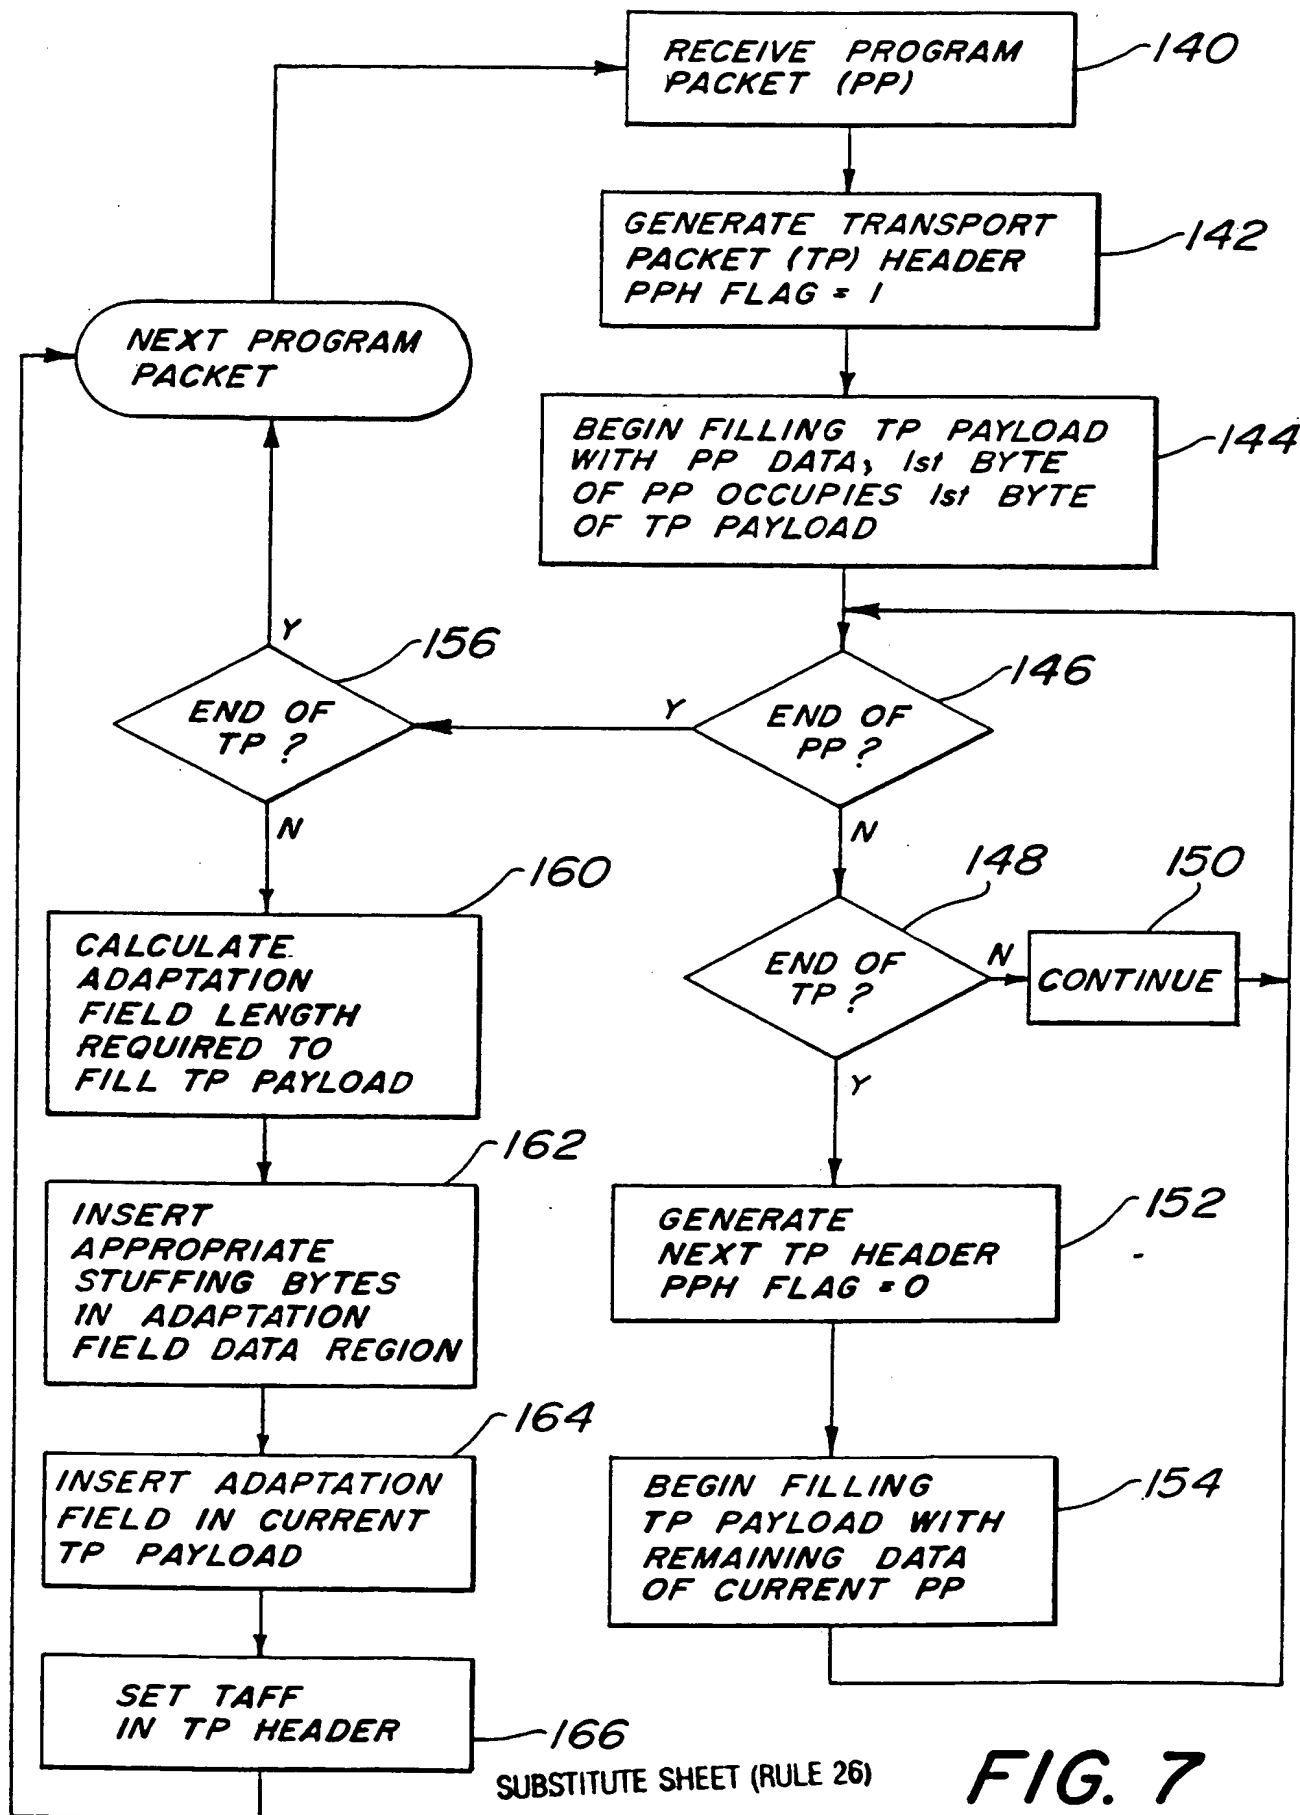 RECEIVE PROGRAM
PACKET (PP)
140
GENERATE TRANSPORT
PACKET (TP) HEADER
PPH FLAG = 1
142
NEXT PROGRAM
PACKET
BEGIN FILLING TP PAYLOAD
WITH PP DATA, 1st BYTE
OF PP OCCUPIES 1st BYTE
OF TP PAYLOAD
144
Y
156
END OF
TP?
Y
146
END OF
PP?
N
N
148
END OF
TP?
N
150
CONTINUE
Y
160
CALCULATE
ADAPTATION
FIELD LENGTH
REQUIRED TO
FILL TP PAYLOAD
162
INSERT
APPROPRIATE
STUFFING BYTES
IN ADAPTATION
FIELD DATA REGION
152
GENERATE
NEXT TP HEADER
PPH FLAG = 0
164
INSERT ADAPTATION
FIELD IN CURRENT
TP PAYLOAD
154
BEGIN FILLING
TP PAYLOAD WITH
REMAINING DATA
OF CURRENT PP
SET TAFF
IN TP HEADER
166
SUBSTITUTE SHEET (RULE 26)
FIG. 7